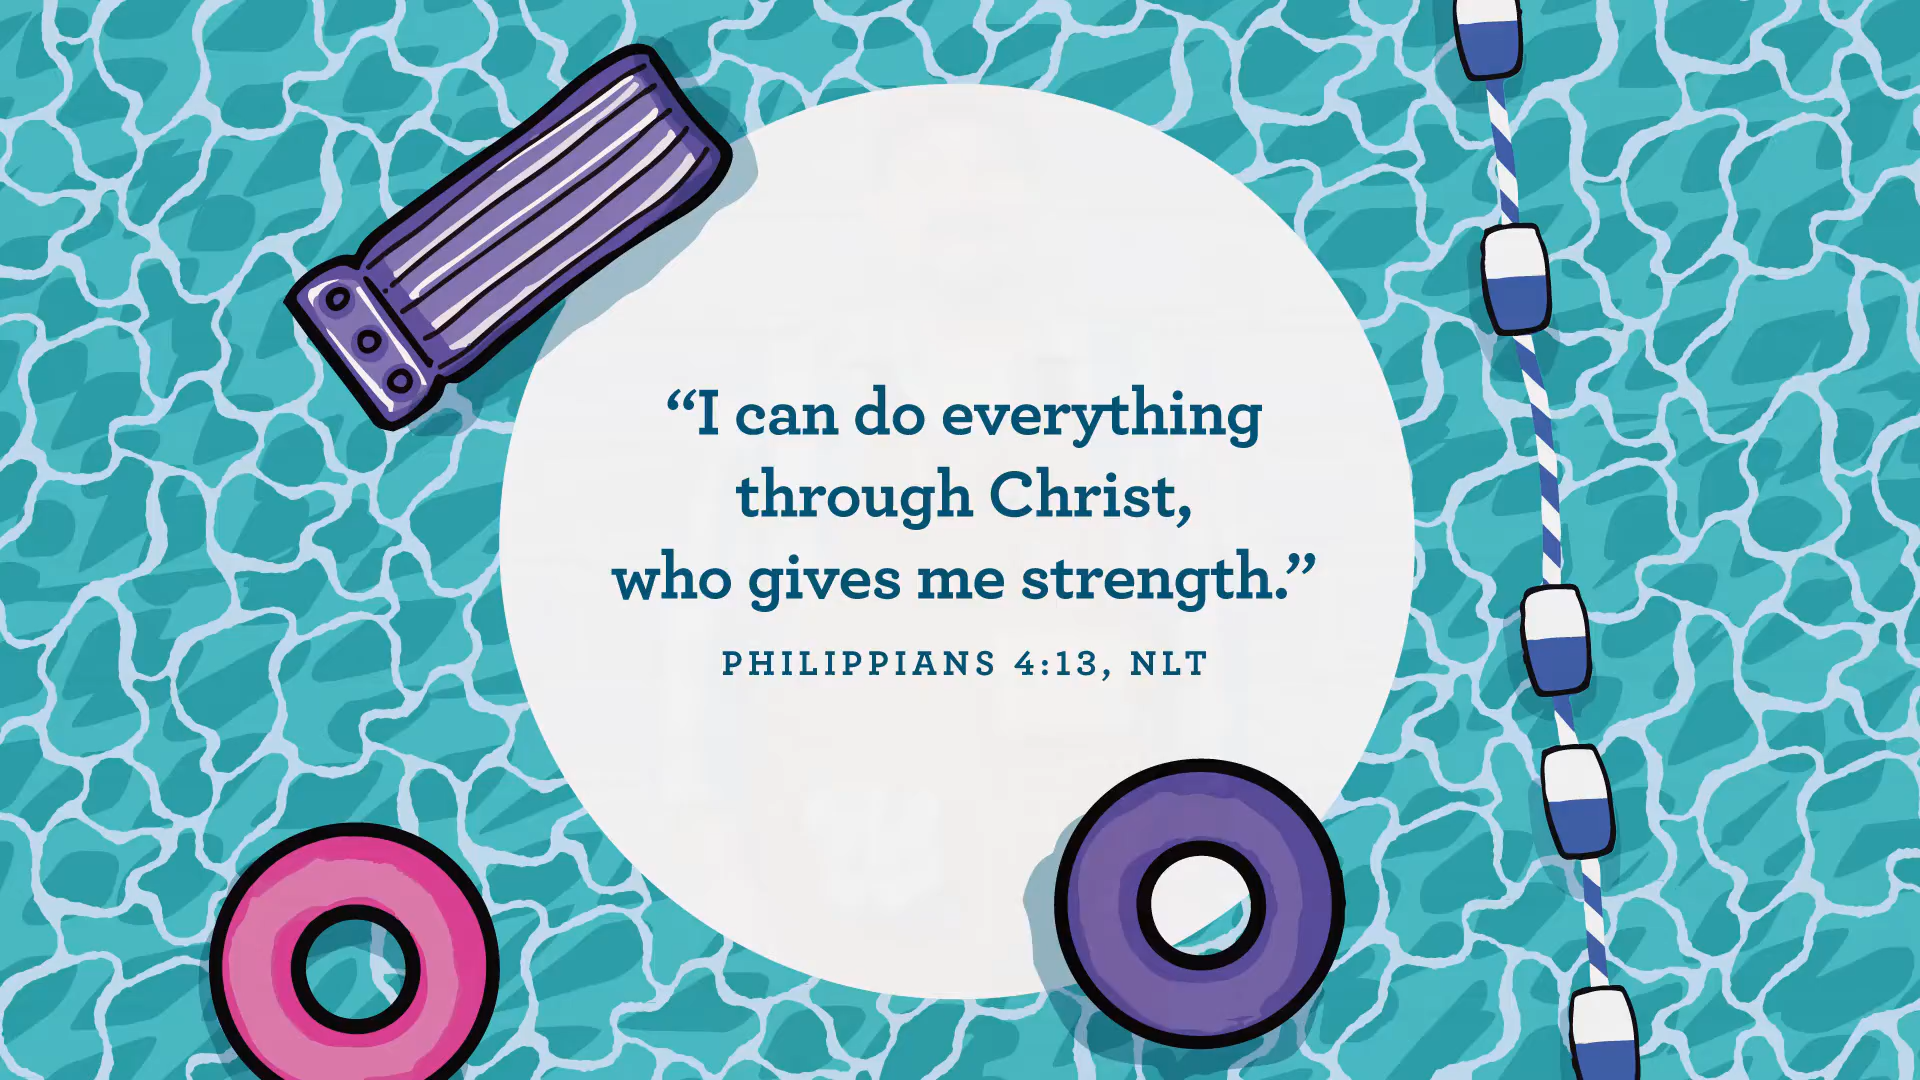 “I can do everything
through Christ,
who gives me strength.”
PHILIPPIANS 4:13, NLT